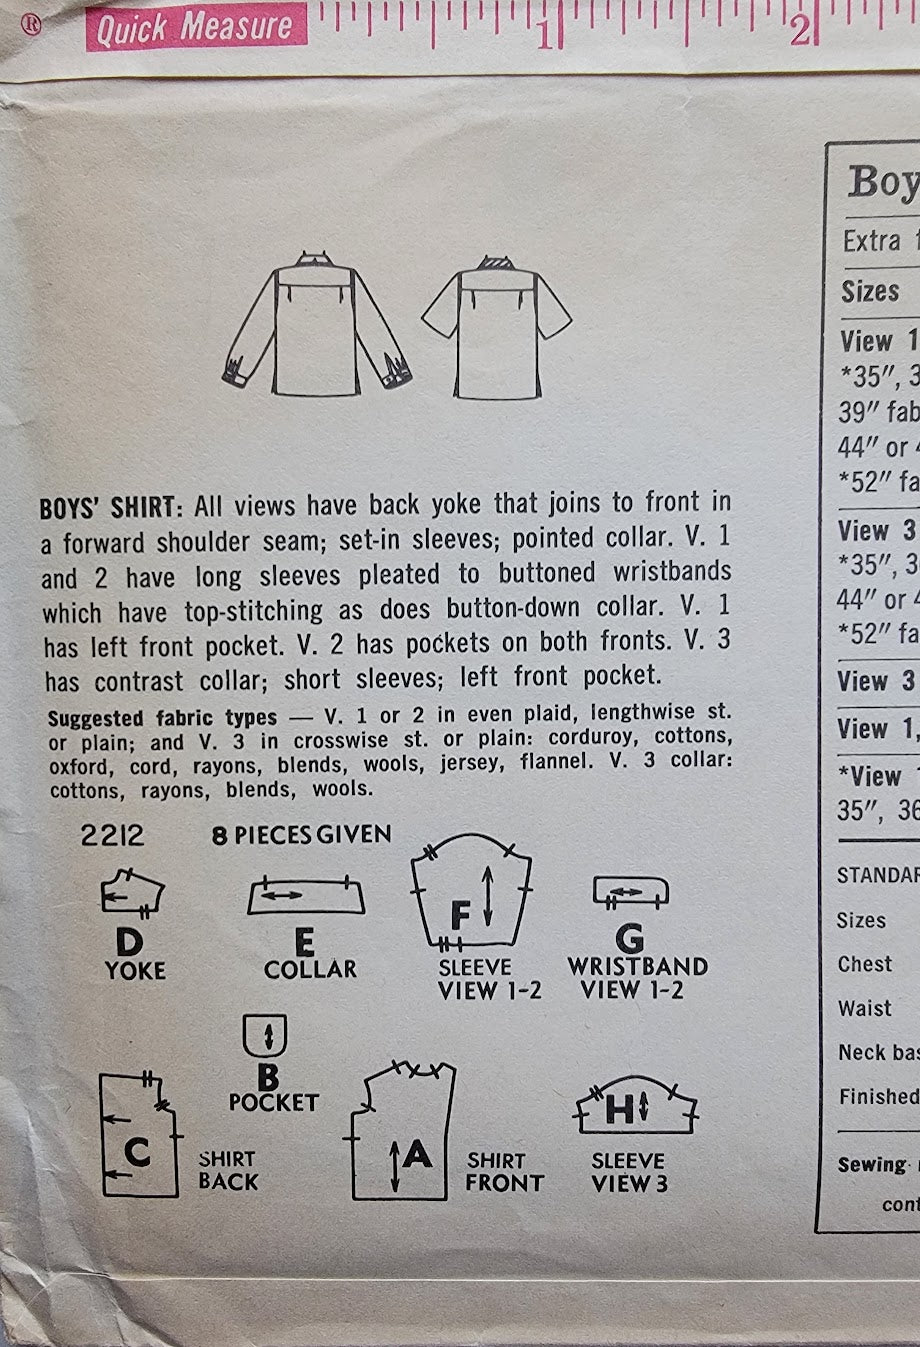 ® Quick Measure 1 2
BOYS' SHIRT: All views have back yoke that joins to front in
a forward shoulder seam; set-in sleeves; pointed collar. V. 1
and 2 have long sleeves pleated to buttoned wristbands
which have top-stitching as does button-down collar. V. 1
has left front pocket. V. 2 has pockets on both fronts. V. 3
has contrast collar; short sleeves; left front pocket.
Suggested fabric types — V. 1 or 2 in even plaid, lengthwise st.
or plain; and V. 3 in crosswise st. or plain: corduroy, cottons,
oxford, cord, rayons, blends, wools, jersey, flannel. V. 3 collar:
cottons, rayons, blends, wools.
2212 8 PIECES GIVEN
D
YOKE
E
COLLAR
F
SLEEVE
VIEW 1-2
G
WRISTBAND
VIEW 1-2
B
POCKET
C
SHIRT
BACK
A
SHIRT
FRONT
H
SLEEVE
VIEW 3
Boy
Extra
Sizes
View 1
*35", 3
39" fab
44" or
*52" fa
View 3
*35", 3
44" or
*52" fa
View 3
View 1,
*View
35", 36
STANDAR
Sizes
Chest
Waist
Neck bas
Finished
Sewing
cont